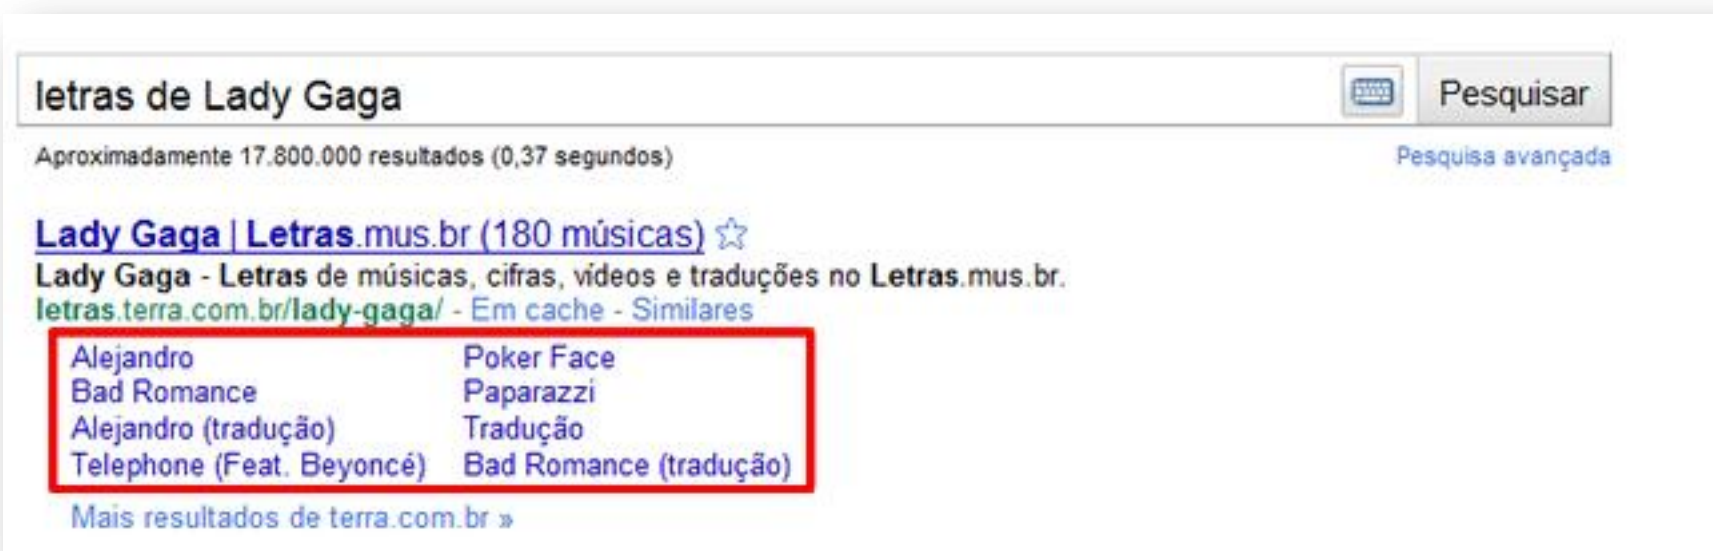 letras de Lady Gaga
Pesquisar
Aproximadamente 17.800.000 resultados (0,37 segundos)
Pesquisa avançada
Lady Gaga | Letras.mus.br (180 músicas)
Lady Gaga - Letras de músicas, cifras, vídeos e traduções no Letras.mus.br.
letras.terra.com.br/lady-gaga/ - Em cache - Similares
Alejandro Poker Face
Bad Romance Paparazzi
Alejandro (tradução) Tradução
Telephone (Feat. Beyoncé) Bad Romance (tradução)
Mais resultados de terra.com.br »